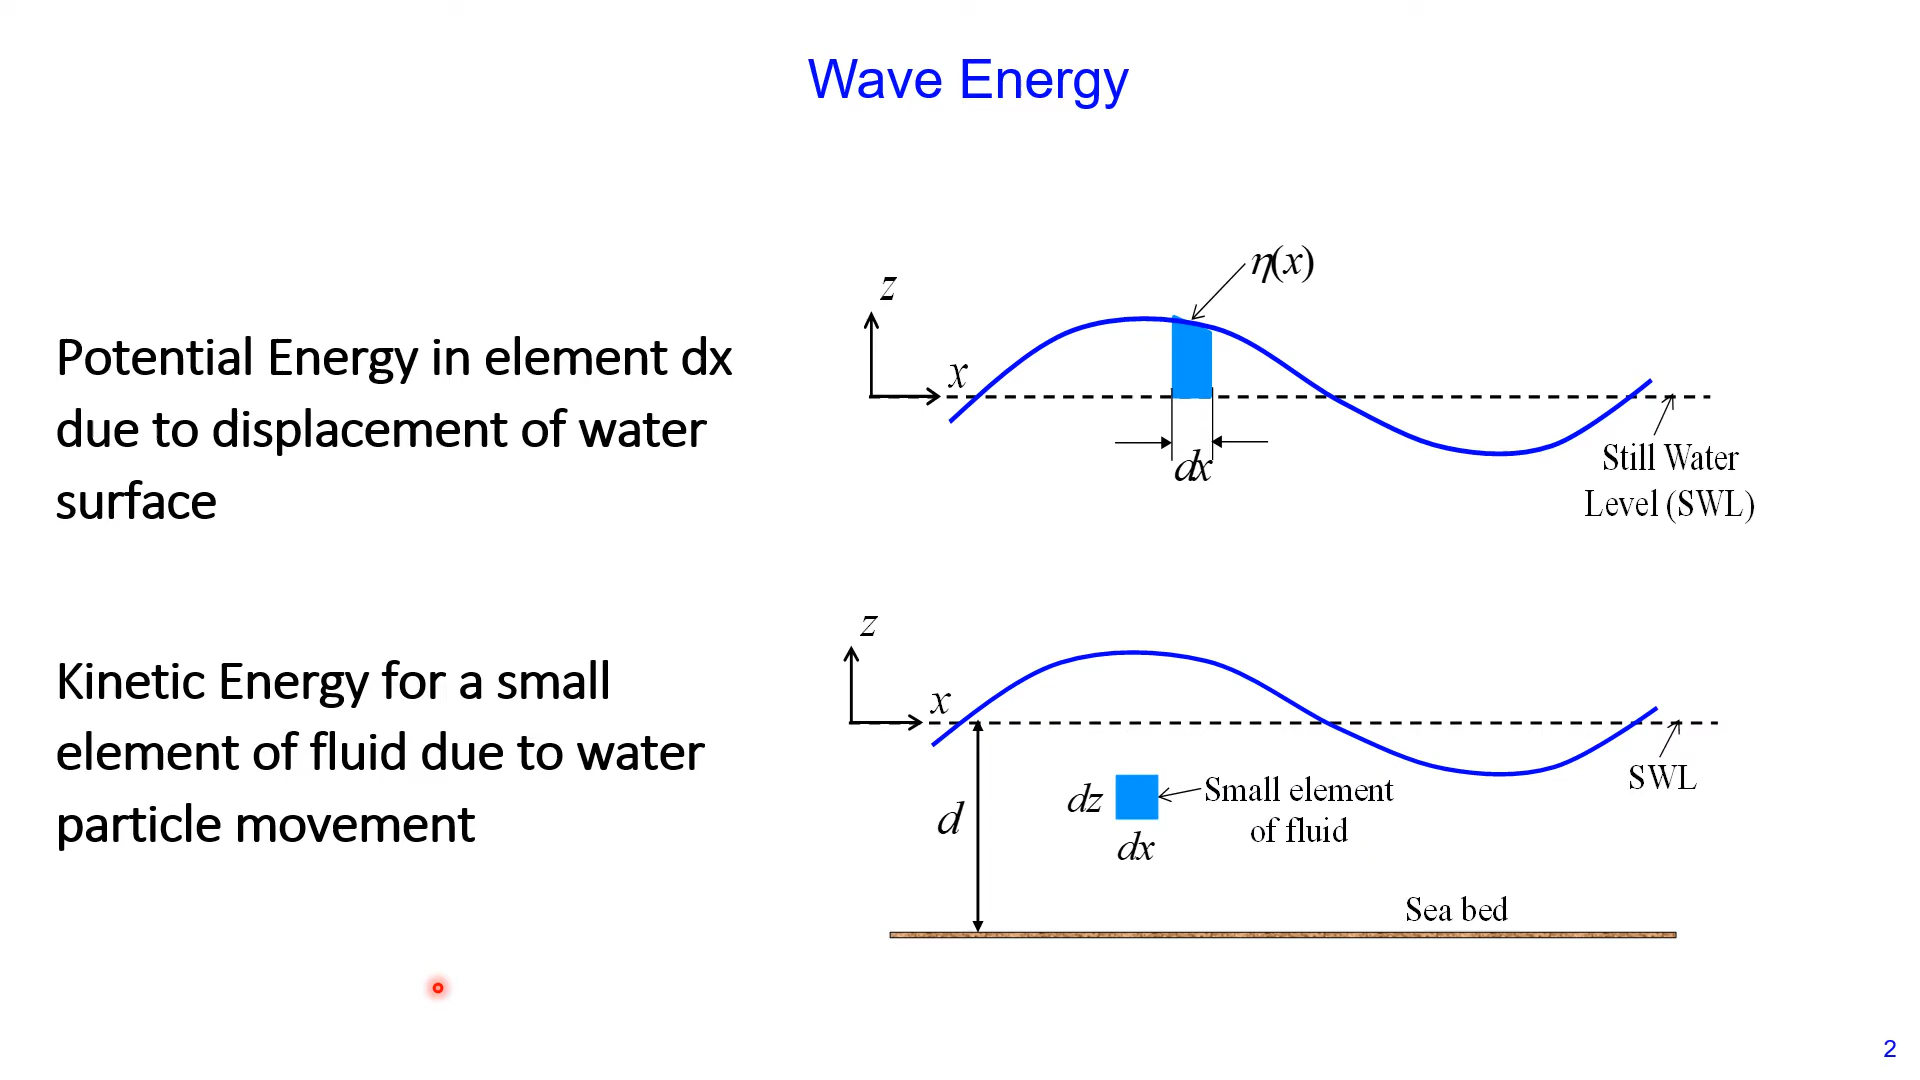 Wave Energy
Potential Energy in element dx
due to displacement of water
surface
z
η(x)
x
dx
Still Water
Level (SWL)
Kinetic Energy for a small
element of fluid due to water
particle movement
z
x
SWL
dz
Small element
of fluid
d
dx
Sea bed
2